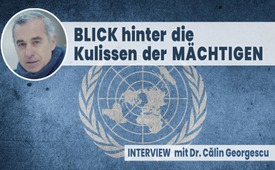 BLICK hinter die
Kulissen der MÄCHTIGEN
INTERVIEW mit Dr. Călin Georgescu